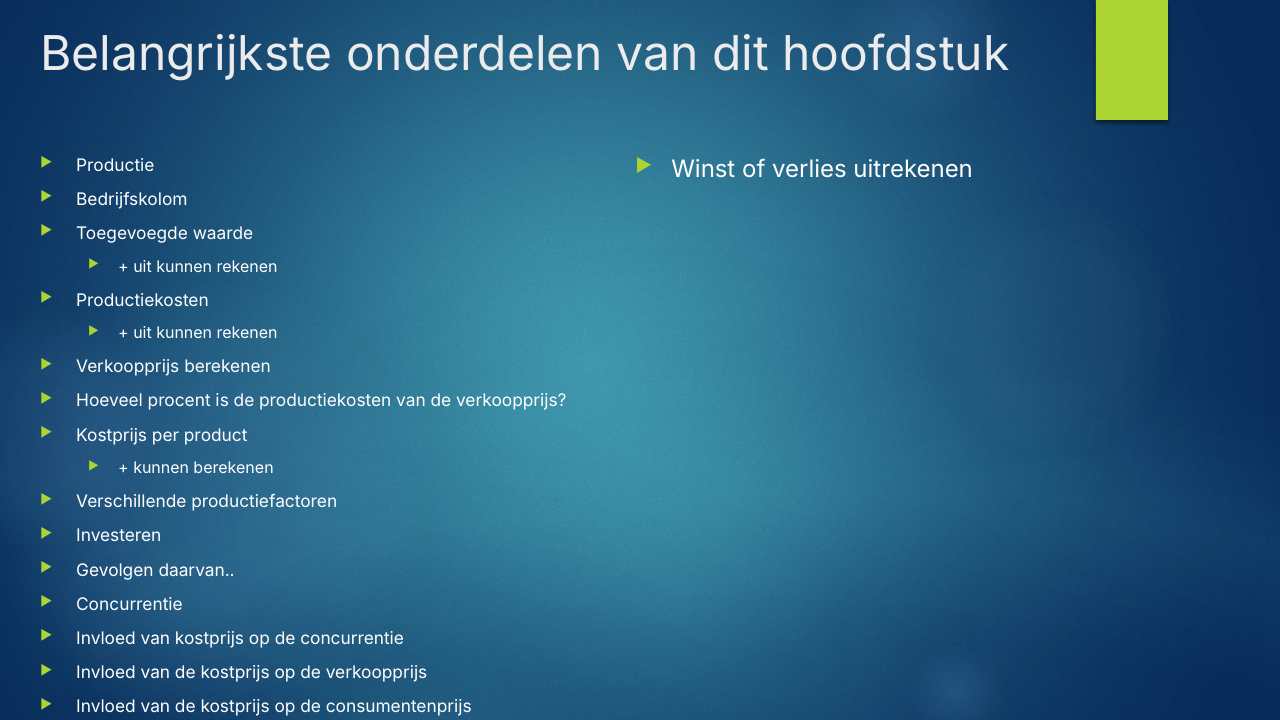 Belangrijkste onderdelen van dit hoofdstuk
Productie
Bedrijfskolom
Toegevoegde waarde
+ uit kunnen rekenen
Productiekosten
+ uit kunnen rekenen
Verkoopprijs berekenen
Hoeveel procent is de productiekosten van de verkoopprijs?
Kostprijs per product
+ kunnen berekenen
Verschillende productiefactoren
Investeren
Gevolgen daarvan..
Concurrentie
Invloed van kostprijs op de concurrentie
Invloed van de kostprijs op de verkoopprijs
Invloed van de kostprijs op de consumentenprijs
Winst of verlies uitrekenen